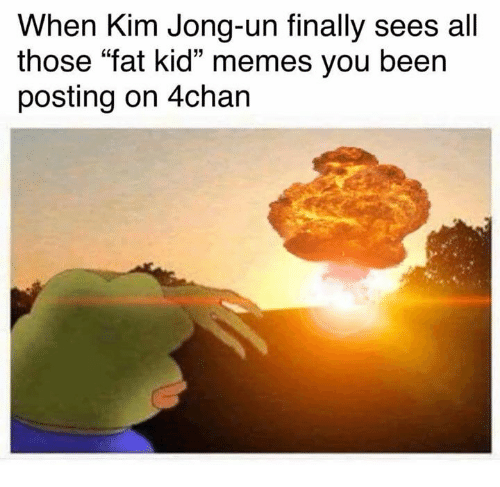 When Kim Jong-un finally sees all
those “fat kid” memes you been
posting on 4chan